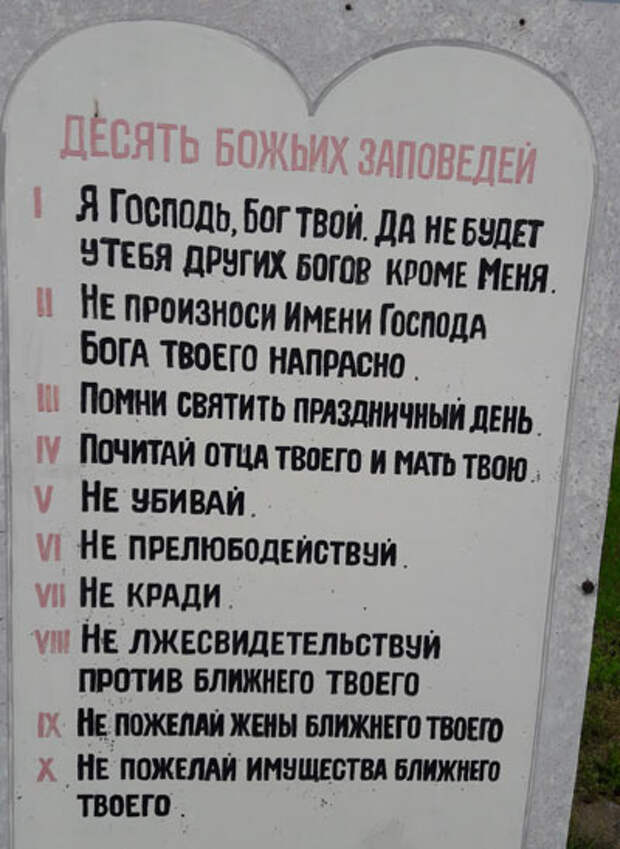 ДЕСЯТЬ БОЖЬИХ ЗАПОВЕДЕЙ
I Я Господь, Бог твой. Да не будет
у тебя других богов кроме Меня.
II Не произноси Имени Господа
Бога твоего напрасно.
III Помни святить праздничный день.
IV Почитай отца твоего и мать твою.
V Не убивай.
VI Не прелюбодействуй.
VII Не кради.
VIII Не лжесвидетельствуй
против ближнего твоего
IX Не пожелай жены ближнего твоего
X Не пожелай имущества ближнего
твоего.